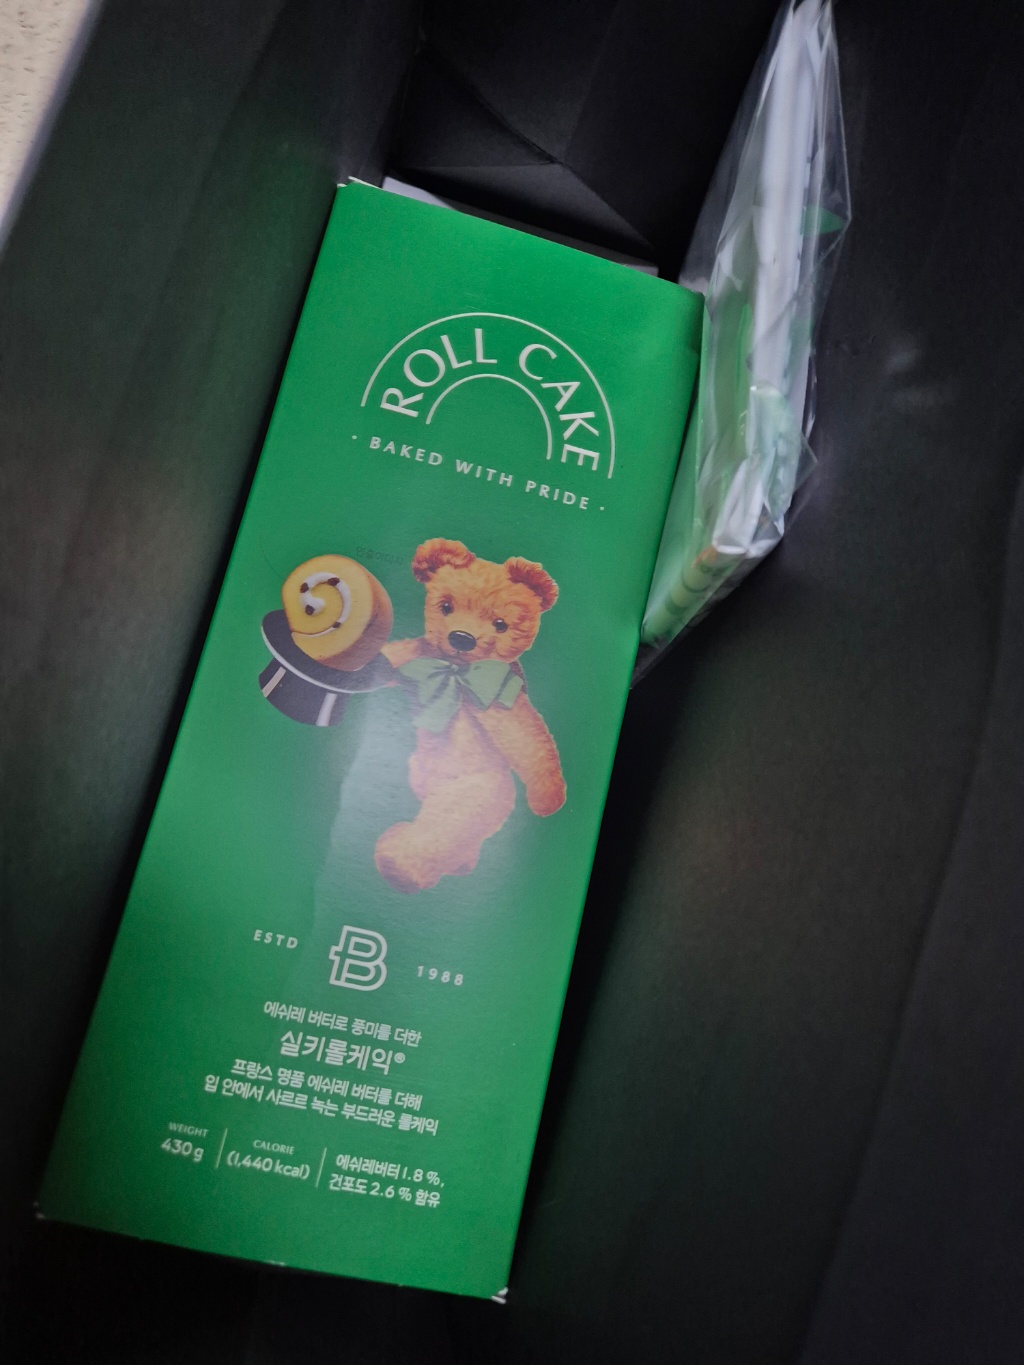 ROLL CAKE
· BAKED WITH PRIDE ·
ESTD B 1988
에쉬레 버터로 풍미를 더한
실키롤케익®
프랑스 명품 에쉬레 버터를 더해
입 안에서 사르르 녹는 부드러운 롤케익
WEIGHT
430g
CALORIE
(1,440 kcal)
에쉬레버터 1.8 %,
건포도 2.6 % 함유